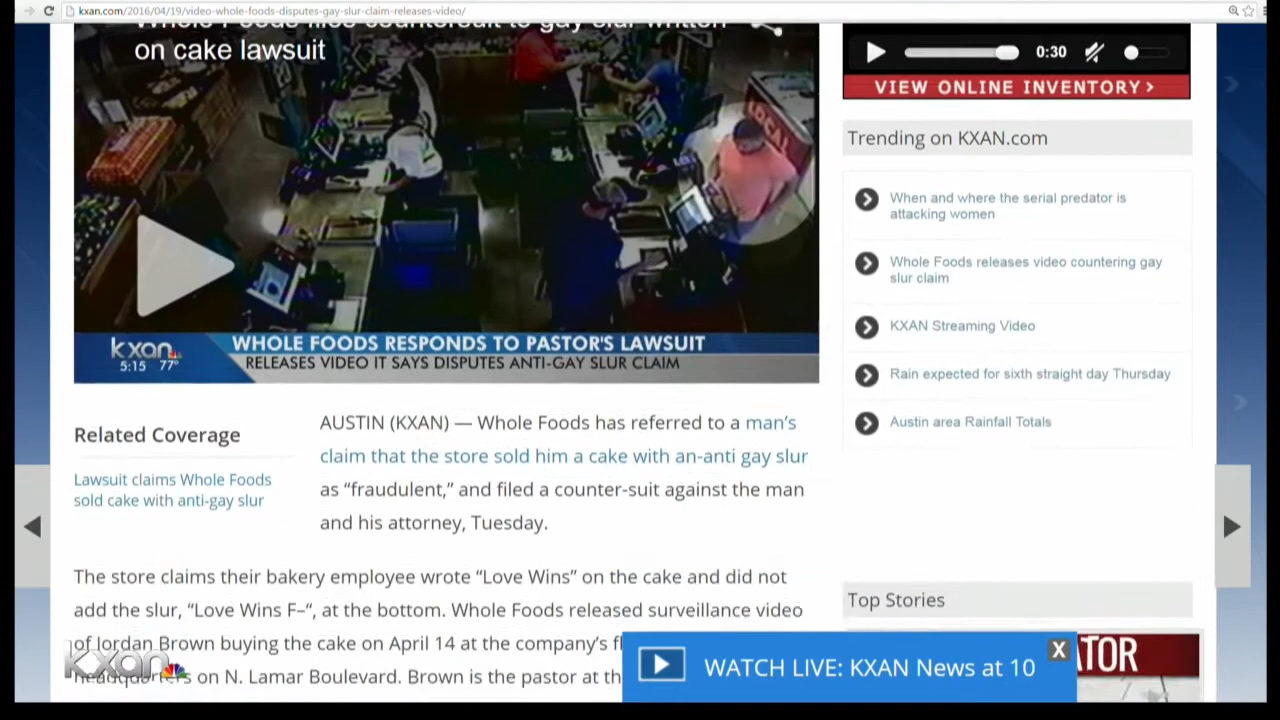 kxan.com/2016/04/19/video-whole-foods-disputes-gay-slur-claim-releases-video/
Whole Foods files countersuit to gay slur written
on cake lawsuit
kxan
5:15 77°
WHOLE FOODS RESPONDS TO PASTOR'S LAWSUIT
RELEASES VIDEO IT SAYS DISPUTES ANTI-GAY SLUR CLAIM
0:30
VIEW ONLINE INVENTORY >
Trending on KXAN.com
When and where the serial predator is
attacking women
Whole Foods releases video countering gay
slur claim
KXAN Streaming Video
Rain expected for sixth straight day Thursday
Austin area Rainfall Totals
Related Coverage
Lawsuit claims Whole Foods
sold cake with anti-gay slur
AUSTIN (KXAN) — Whole Foods has referred to a man's
claim that the store sold him a cake with an-anti gay slur
as “fraudulent,” and filed a counter-suit against the man
and his attorney, Tuesday.
The store claims their bakery employee wrote “Love Wins” on the cake and did not
add the slur, “Love Wins F–“, at the bottom. Whole Foods released surveillance video
of Jordan Brown buying the cake on April 14 at the company's
headquarters on N. Lamar Boulevard. Brown is the pastor at
kxan
Top Stories
WATCH LIVE: KXAN News at 10
X